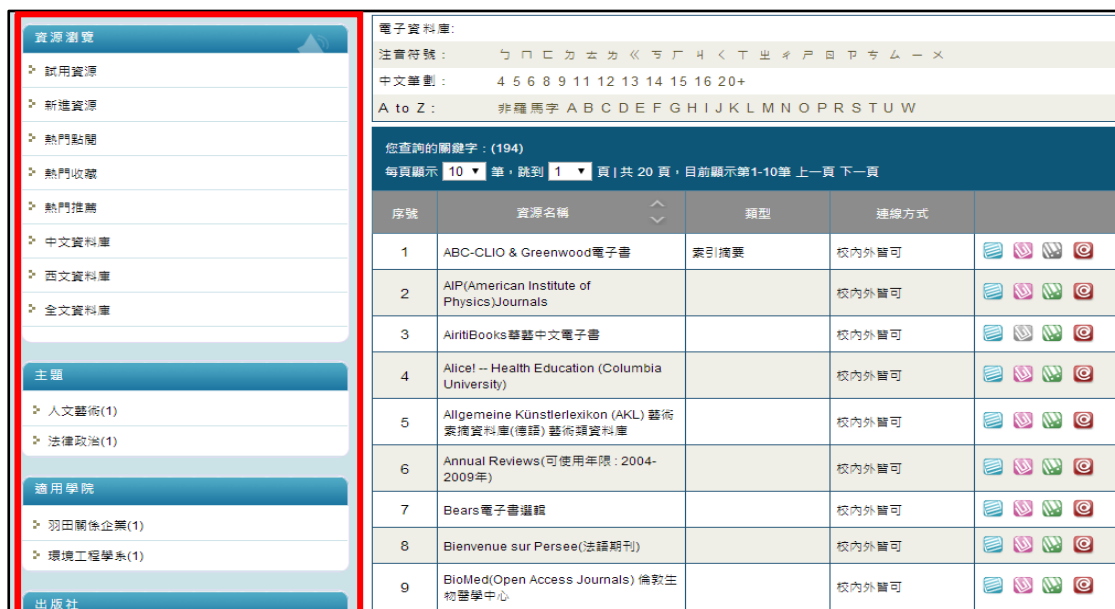 資源瀏覽
試用資源
新進資源
熱門點閱
熱門收藏
熱門推薦
中文資料庫
西文資料庫
全文資料庫
主題
人文藝術(1)
法律政治(1)
適用學院
羽田關係企業(1)
環境工程學系(1)
出版社
電子資料庫:
注音符號： ㄅ ㄇ ㄈ ㄉ ㄊ ㄌ ㄍ ㄎ ㄏ ㄐ ㄑ ㄒ ㄓ ㄔ ㄕ ㄖ ㄗ ㄘ ㄙ ㄧ ㄨ
中文筆劃： 4 5 6 8 9 11 12 13 14 15 16 20+
A to Z： 非羅馬字 A B C D E F G H I J K L M N O P R S T U W
您查詢的關鍵字：(194)
每頁顯示 10 筆，跳到 1 頁 | 共 20 頁，目前顯示第1-10筆 上一頁 下一頁
序號 資源名稱 類型 連線方式
1 ABC-CLIO & Greenwood電子書 索引摘要 校內外皆可
2 AIP(American Institute of
Physics)Journals 校內外皆可
3 AiritiBooks華藝中文電子書 校內外皆可
4 Alice! -- Health Education (Columbia
University) 校內外皆可
5 Allgemeine Künstlerlexikon (AKL) 藝術
索摘資料庫(德語) 藝術類資料庫 校內外皆可
6 Annual Reviews(可使用年限 : 2004-
2009年) 校內外皆可
7 Bears電子書選輯 校內外皆可
8 Bienvenue sur Persee(法語期刊) 校內外皆可
9 BioMed(Open Access Journals) 倫敦生
物醫學中心 校內外皆可